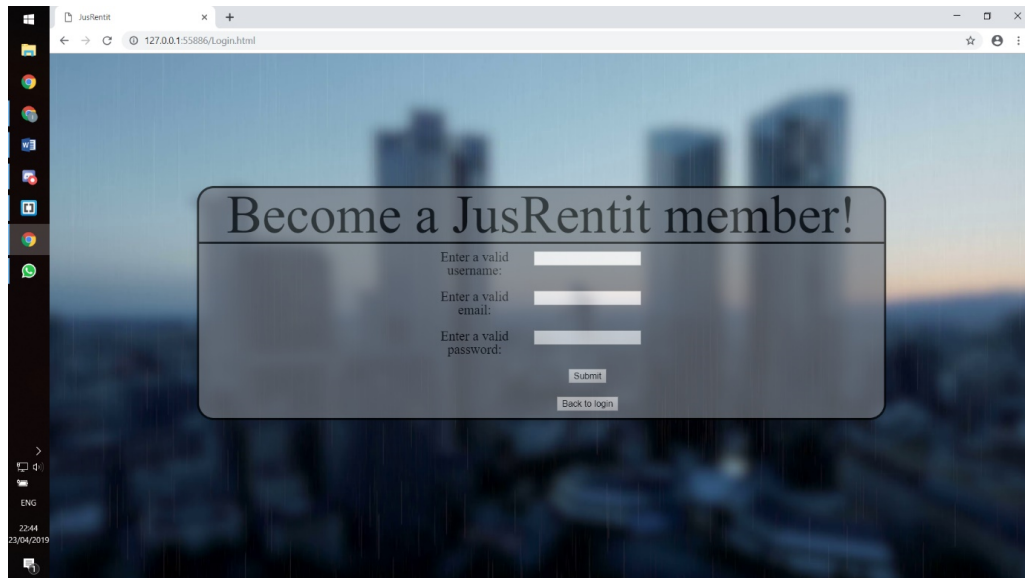 JusRentit
127.0.0.1:55886/Login.html
Become a JusRentit member!
Enter a valid
username:
Enter a valid
email:
Enter a valid
password:
Submit
Back to login
ENG
22:44
23/04/2019